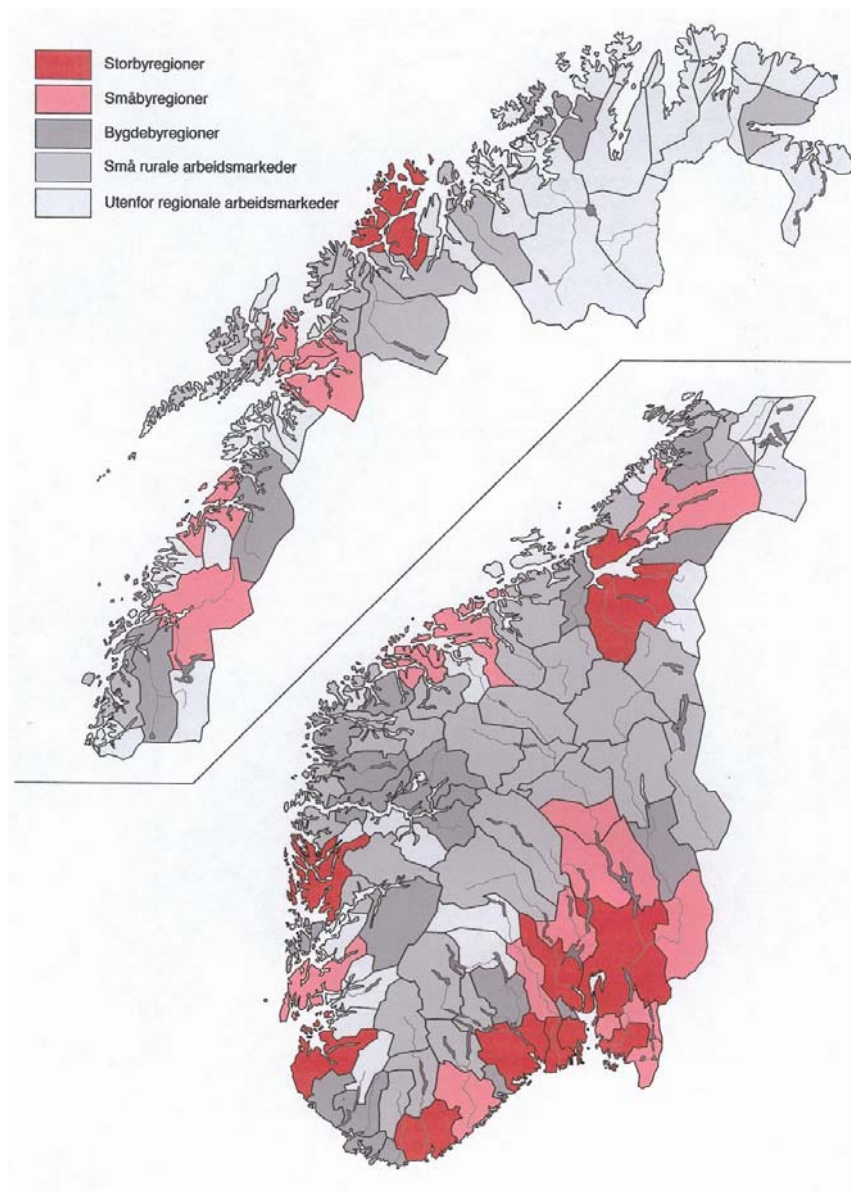 Storbyregioner
Småbyregioner
Bygdebyregioner
Små rurale arbeidsmarkeder
Utenfor regionale arbeidsmarkeder